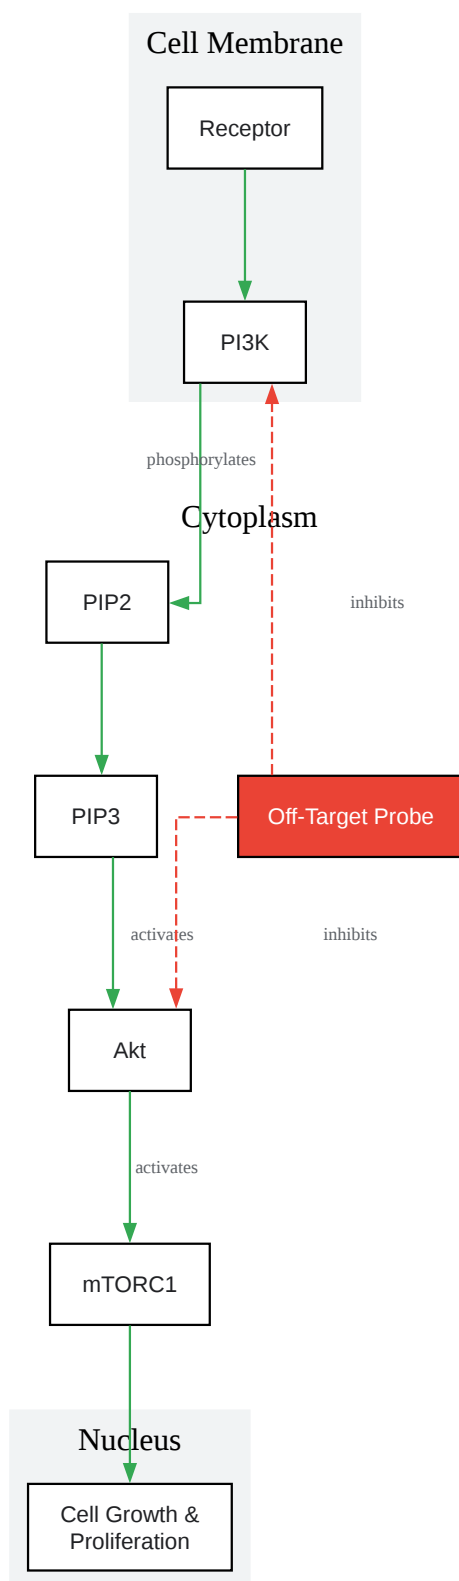 Cell Membrane
Receptor
PI3K
phosphorylates
Cytoplasm
PIP2
inhibits
PIP3
Off-Target Probe
activates
inhibits
Akt
activates
mTORC1
Nucleus
Cell Growth &
Proliferation